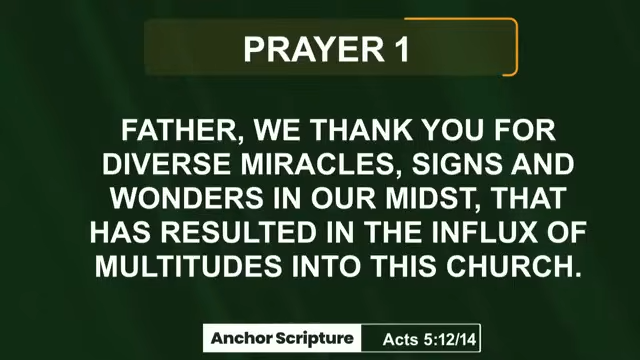 PRAYER 1
FATHER, WE THANK YOU FOR
DIVERSE MIRACLES, SIGNS AND
WONDERS IN OUR MIDST, THAT
HAS RESULTED IN THE INFLUX OF
MULTITUDES INTO THIS CHURCH.
Anchor Scripture Acts 5:12/14